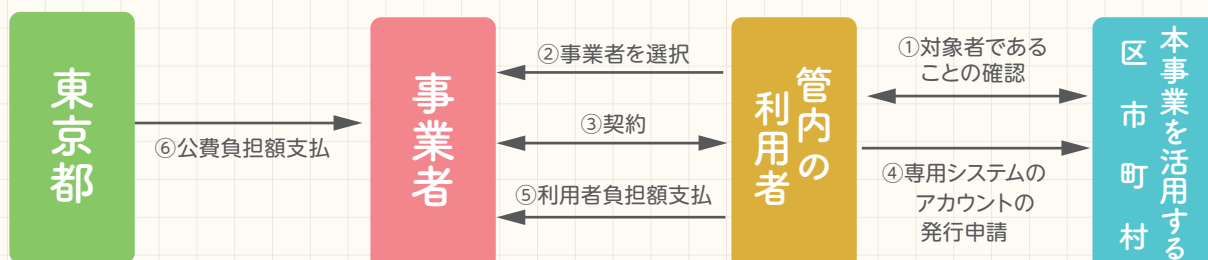 東京都
⑥公費負担額支払
事業者
②事業者を選択
③契約
⑤利用者負担額支払
管内の
利用者
①対象者である
ことの確認
④専用システムの
アカウントの
発行申請
本事業を活用する
区市町村